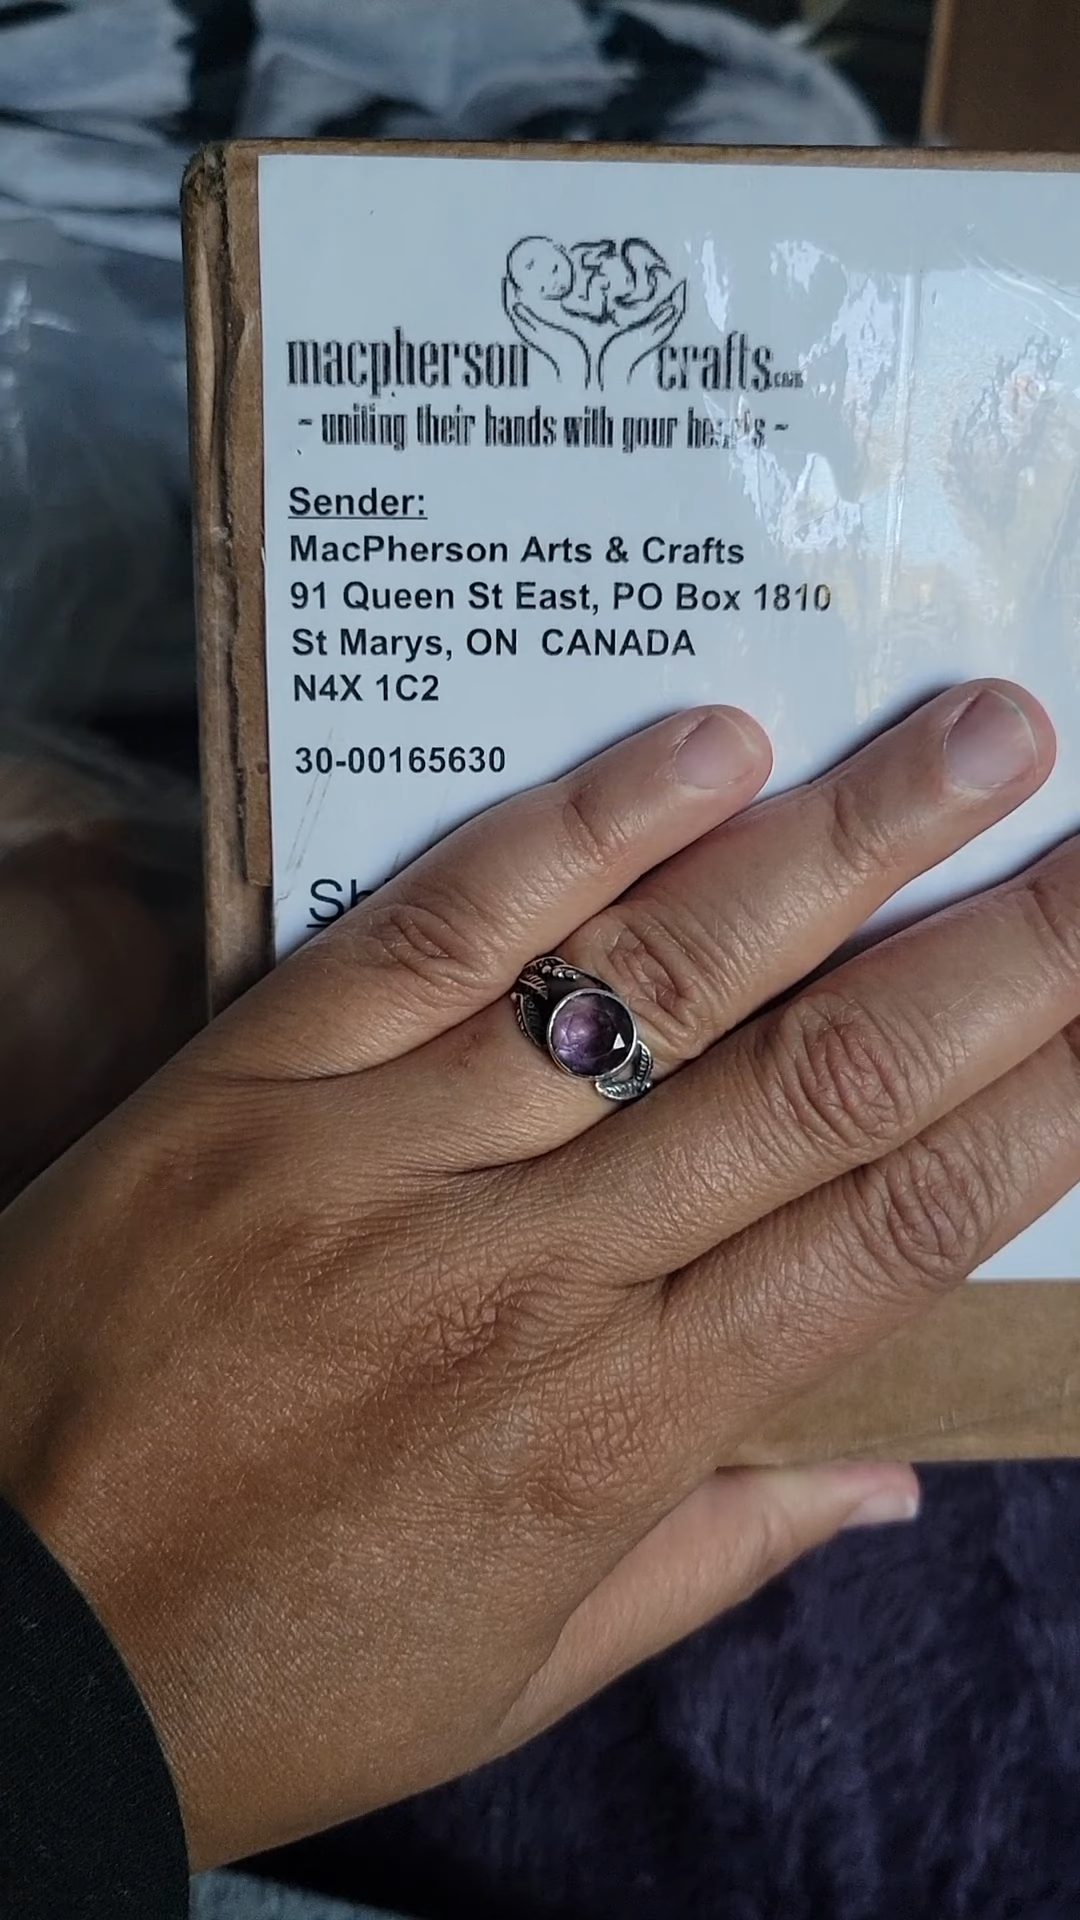 macpherson crafts.com
~ uniting their hands with your hearts ~
Sender:
MacPherson Arts & Crafts
91 Queen St East, PO Box 1810
St Marys, ON CANADA
N4X 1C2
30-00165630